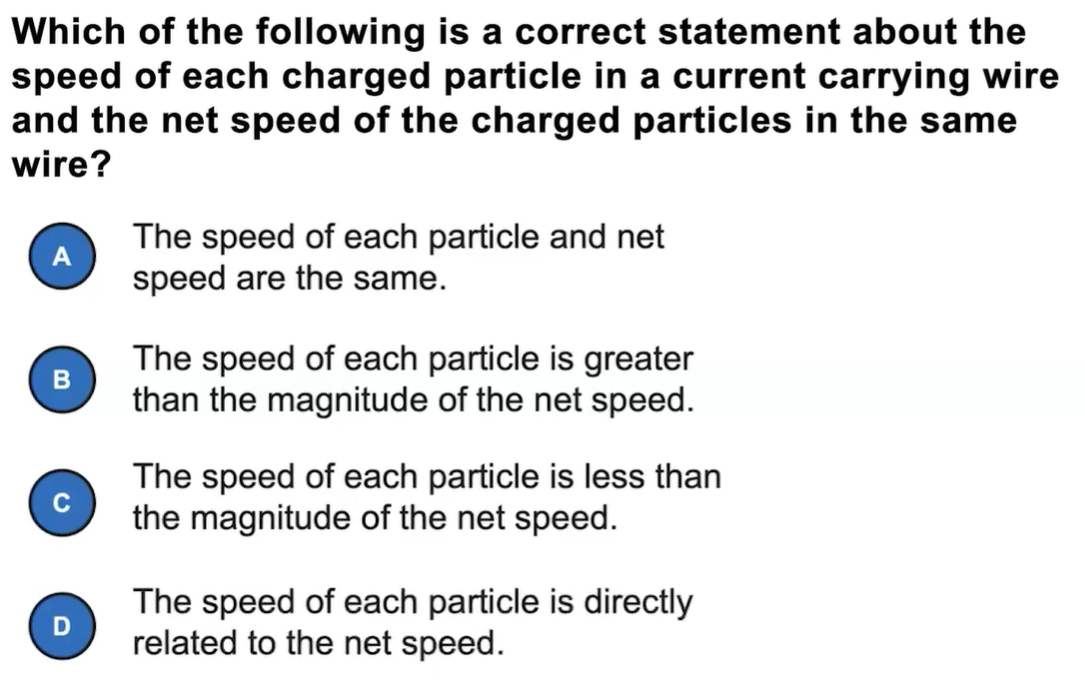 Which of the following is a correct statement about the
speed of each charged particle in a current carrying wire
and the net speed of the charged particles in the same
wire?
A
The speed of each particle and net
speed are the same.
B
The speed of each particle is greater
than the magnitude of the net speed.
C
The speed of each particle is less than
the magnitude of the net speed.
D
The speed of each particle is directly
related to the net speed.